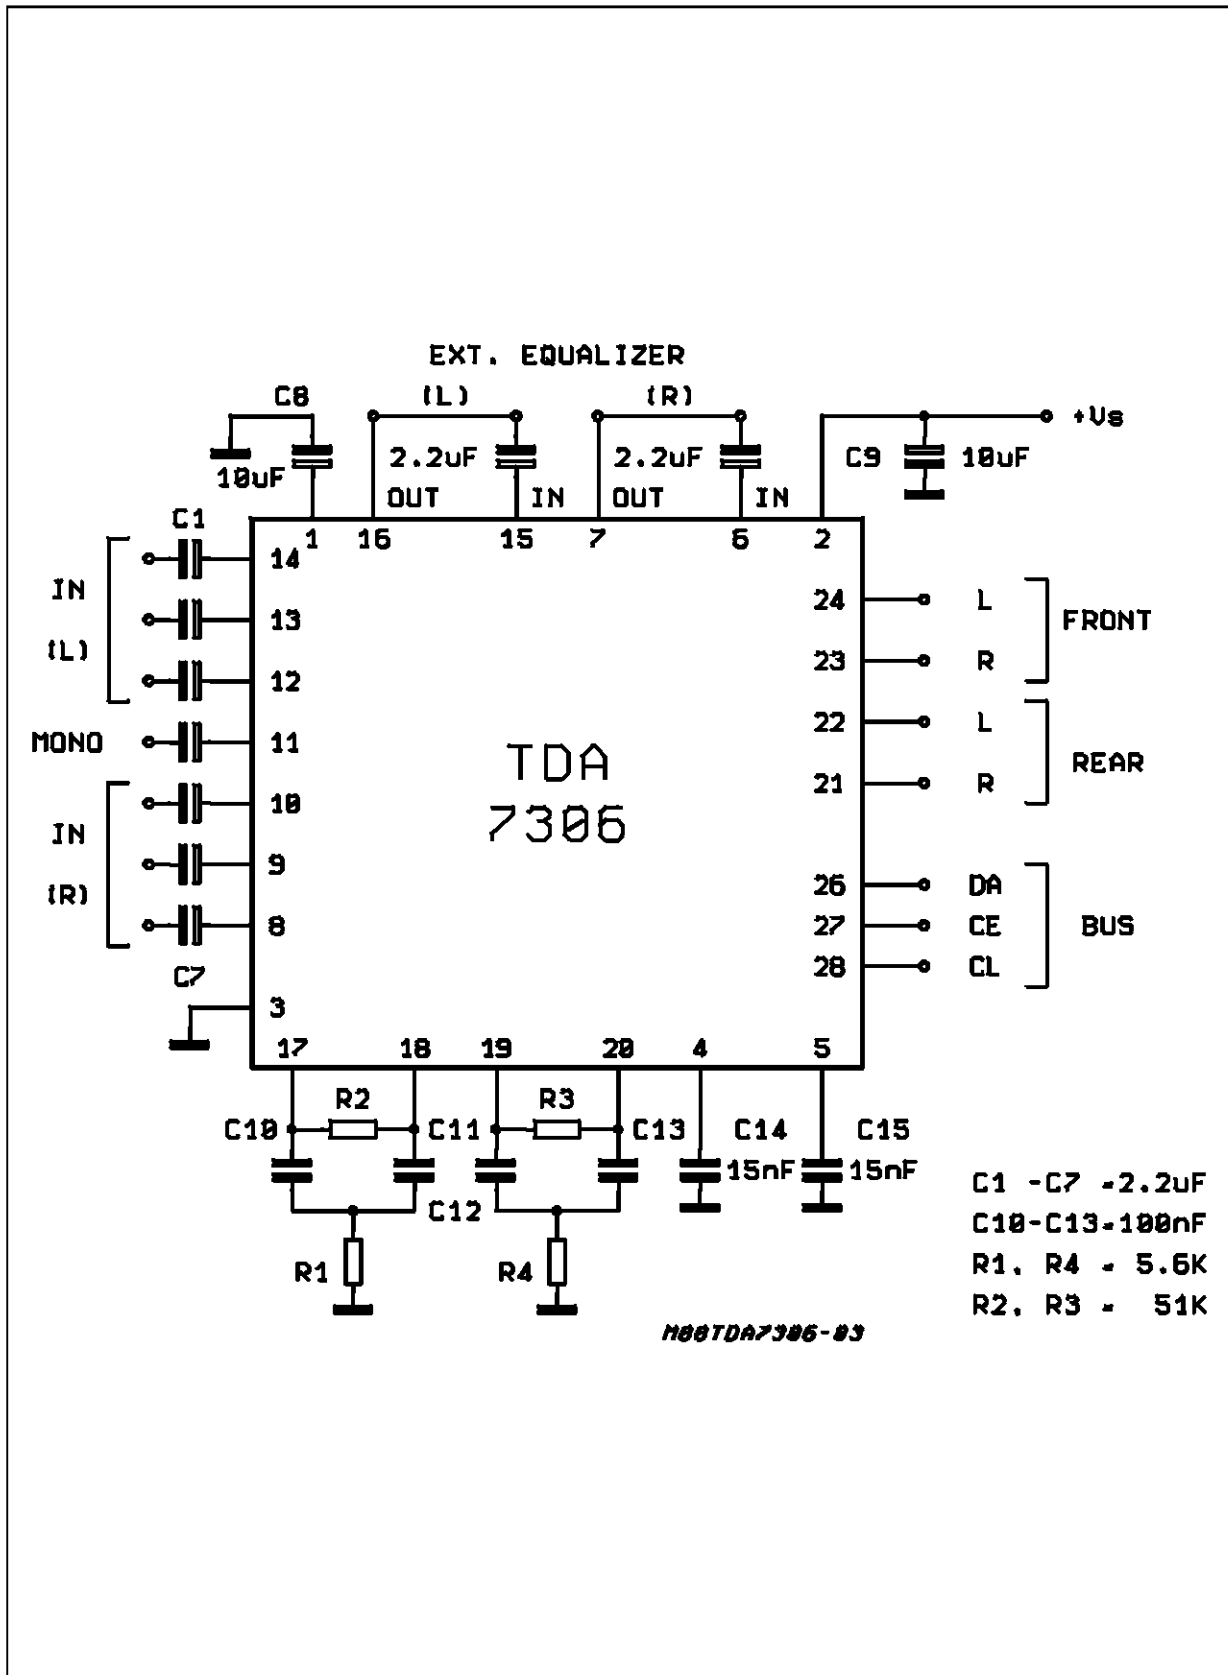 EXT. EQUALIZER
C8 (L) (R)
+Vs
10uF 2.2uF 2.2uF C9 10uF
OUT IN OUT IN
C1
1 16 15 7 6 2
14
IN
13
(L)
12
MONO 11
10
IN
9
(R)
8
C7
3
TDA
7306
24 L
FRONT
23 R
22 L
REAR
21 R
26 DA
27 CE BUS
28 CL
17 18 19 20 4 5
R2 R3
C10 C11 C13 C14 C15
15nF 15nF
C12
R1 R4
C1 -C7 =2.2uF
C10-C13=100nF
R1, R4 = 5.6K
R2, R3 = 51K
M88TDA7306-03